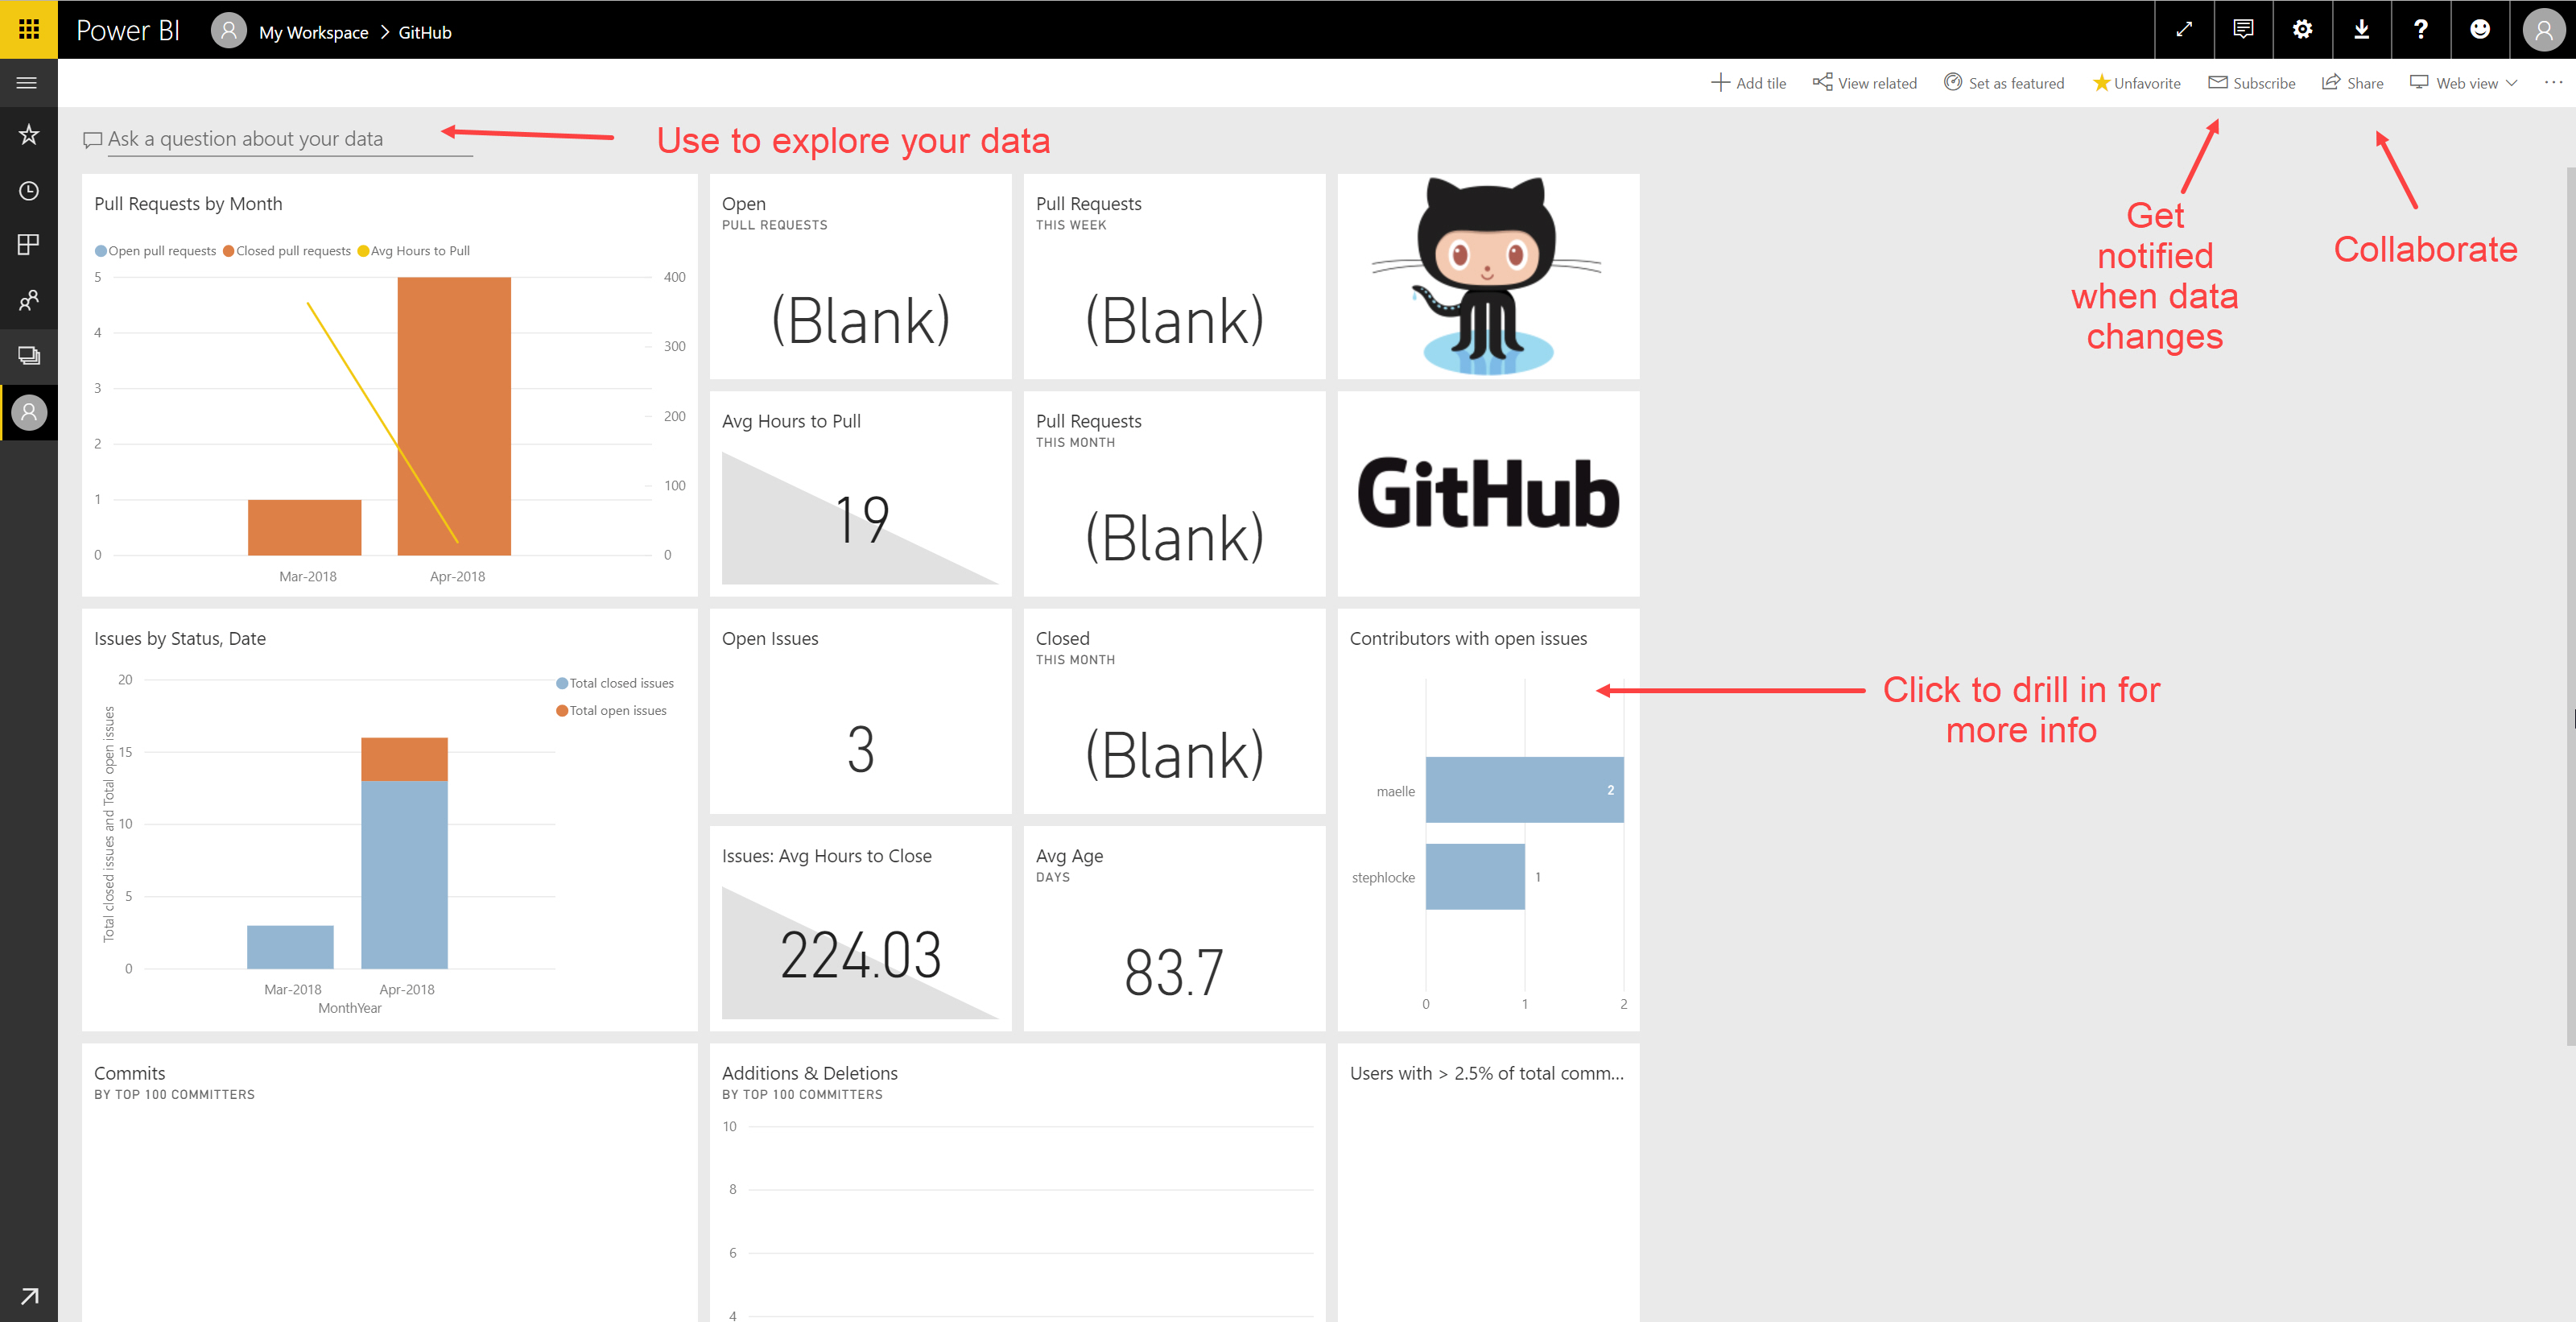 Power BI
My Workspace > GitHub
Add tile
View related
Set as featured
Unfavorite
Subscribe
Share
Web view
Ask a question about your data
Use to explore your data
Get
notified
when data
changes
Collaborate
Pull Requests by Month
Open pull requests Closed pull requests Avg Hours to Pull
5
4
3
2
1
0
400
300
200
100
0
Mar-2018 Apr-2018
Open
PULL REQUESTS
(Blank)
Pull Requests
THIS WEEK
(Blank)
Avg Hours to Pull
19
Pull Requests
THIS MONTH
(Blank)
GitHub
Issues by Status, Date
Total closed issues
Total open issues
Total closed issues and Total open issues
20
15
10
5
0
Mar-2018 Apr-2018
MonthYear
Open Issues
3
Closed
THIS MONTH
(Blank)
Contributors with open issues
maelle 2
stephlocke 1
0 1 2
Click to drill in for
more info
Issues: Avg Hours to Close
224.03
Avg Age
DAYS
83.7
Commits
BY TOP 100 COMMITTERS
Additions & Deletions
BY TOP 100 COMMITTERS
10
8
6
4
Users with > 2.5% of total comm...